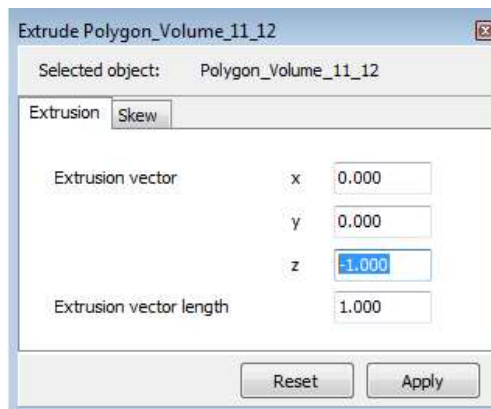 Extrude Polygon_Volume_11_12
Selected object: Polygon_Volume_11_12
Extrusion Skew
Extrusion vector x 0.000
y 0.000
z -1.000
Extrusion vector length 1.000
Reset Apply